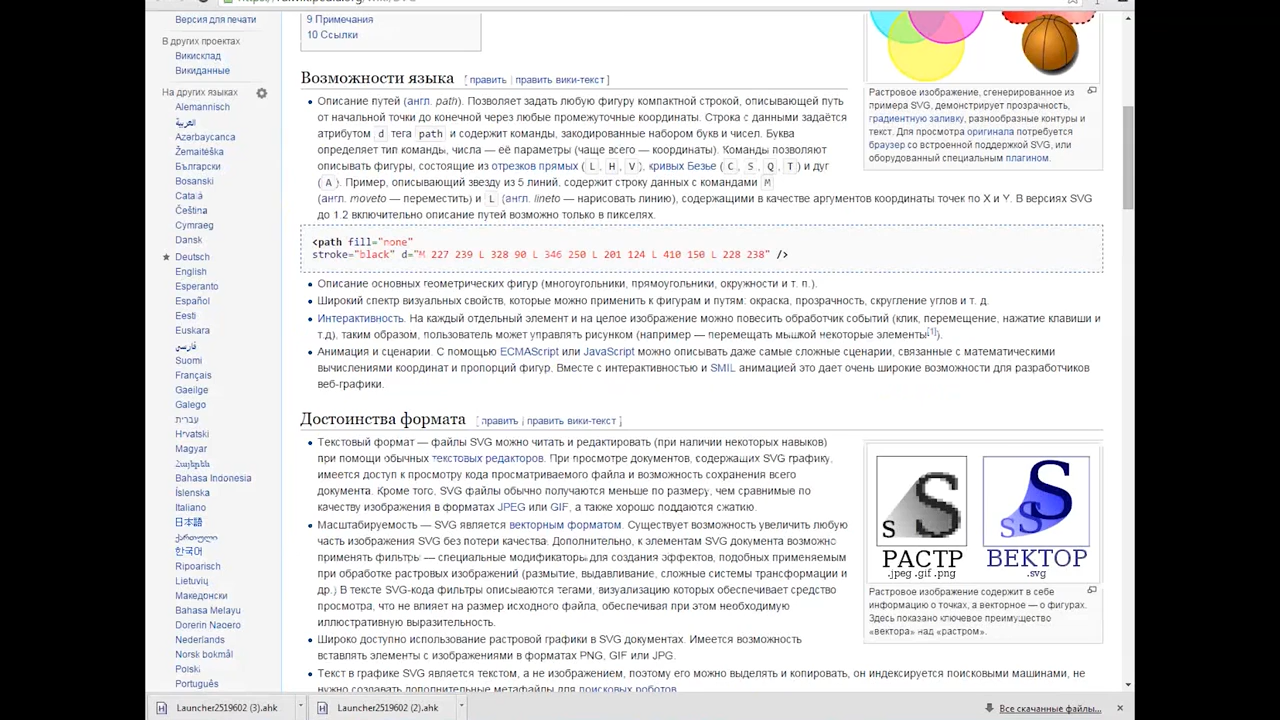 Версия для печати
В других проектах
Викисклад
Викиданные
На других языках
Alemannisch
العربية
Azərbaycanca
Žemaitėška
Български
Bosanski
Català
Čeština
Cymraeg
Dansk
Deutsch
English
Esperanto
Español
Eesti
Euskara
فارسی
Suomi
Français
Gaeilge
Galego
עברית
Hrvatski
Magyar
Հայերեն
Bahasa Indonesia
Íslenska
Italiano
日本語
ქართული
한국어
Ripoarisch
Lietuvių
Македонски
Bahasa Melayu
Dorerin Naoero
Nederlands
Norsk bokmål
Polski
Português
9 Примечания
10 Ссылки
Возможности языка [ править | править вики-текст ]
Описание путей (англ. path). Позволяет задать любую фигуру компактной строкой, описывающей путь
от начальной точки до конечной через любые промежуточные координаты. Строка с данными задаётся
атрибутом d тега path и содержит команды, закодированные набором букв и чисел. Буква
определяет тип команды, числа — её параметры (чаще всего — координаты). Команды позволяют
описывать фигуры, состоящие из отрезков прямых ( L , H , V ), кривых Безье ( C , S , Q , T ) и дуг
( A ). Пример, описывающий звезду из 5 линий, содержит строку данных с командами M
(англ. moveto — переместить) и L (англ. lineto — нарисовать линию), содержащими в качестве аргументов координаты точек по X и Y. В версиях SVG
до 1.2 включительно описание путей возможно только в пикселях.
<path fill="none"
stroke="black" d="M 227 239 L 328 90 L 346 250 L 201 124 L 410 150 L 228 238" />
Описание основных геометрических фигур (многоугольники, прямоугольники, окружности и т. п.).
Широкий спектр визуальных свойств, которые можно применить к фигурам и путям: окраска, прозрачность, скругление углов и т. д.
Интерактивность. На каждый отдельный элемент и на целое изображение можно повесить обработчик событий (клик, перемещение, нажатие клавиши и
т.д), таким образом, пользователь может управлять рисунком (например — перемещать мышкой некоторые элементы[1]).
Анимация и сценарии. С помощью ECMAScript или JavaScript можно описывать даже самые сложные сценарии, связанные с математическими
вычислениями координат и пропорций фигур. Вместе с интерактивностью и SMIL анимацией это дает очень широкие возможности для разработчиков
веб-графики.
Достоинства формата [ править | править вики-текст ]
Текстовый формат — файлы SVG можно читать и редактировать (при наличии некоторых навыков)
при помощи обычных текстовых редакторов. При просмотре документов, содержащих SVG графику,
имеется доступ к просмотру кода просматриваемого файла и возможность сохранения всего
документа. Кроме того, SVG файлы обычно получаются меньше по размеру, чем сравнимые по
качеству изображения в форматах JPEG или GIF, а также хорошо поддаются сжатию.
Масштабируемость — SVG является векторным форматом. Существует возможность увеличить любую
часть изображения SVG без потери качества. Дополнительно, к элементам SVG документа возможно
применять фильтры — специальные модификаторы для создания эффектов, подобных применяемым
при обработке растровых изображений (размытие, выдавливание, сложные системы трансформации и
др.) В тексте SVG-кода фильтры описываются тегами, визуализацию которых обеспечивает средство
просмотра, что не влияет на размер исходного файла, обеспечивая при этом необходимую
иллюстративную выразительность.
Широко доступно использование растровой графики в SVG документах. Имеется возможность
вставлять элементы с изображениями в форматах PNG, GIF или JPG.
Текст в графике SVG является текстом, а не изображением, поэтому его можно выделять и копировать, он индексируется поисковыми машинами, не
нужно создавать дополнительные метафайлы для поисковых роботов.
Растровое изображение, сгенерированное из
примера SVG, демонстрирует прозрачность,
градиентную заливку, разнообразные контуры и
текст. Для просмотра оригинала потребуется
браузер со встроенной поддержкой SVG, или
оборудованный специальным плагином.
s S
s S S
РАСТР
.jpeg .gif .png
ВЕКТОР
.svg
Растровое изображение содержит в себе
информацию о точках, а векторное — о фигурах.
Здесь показано ключевое преимущество
«вектора» над «растром».
Launcher2519602 (3).ahk
Launcher2519602 (2).ahk
Все скачанные файлы...